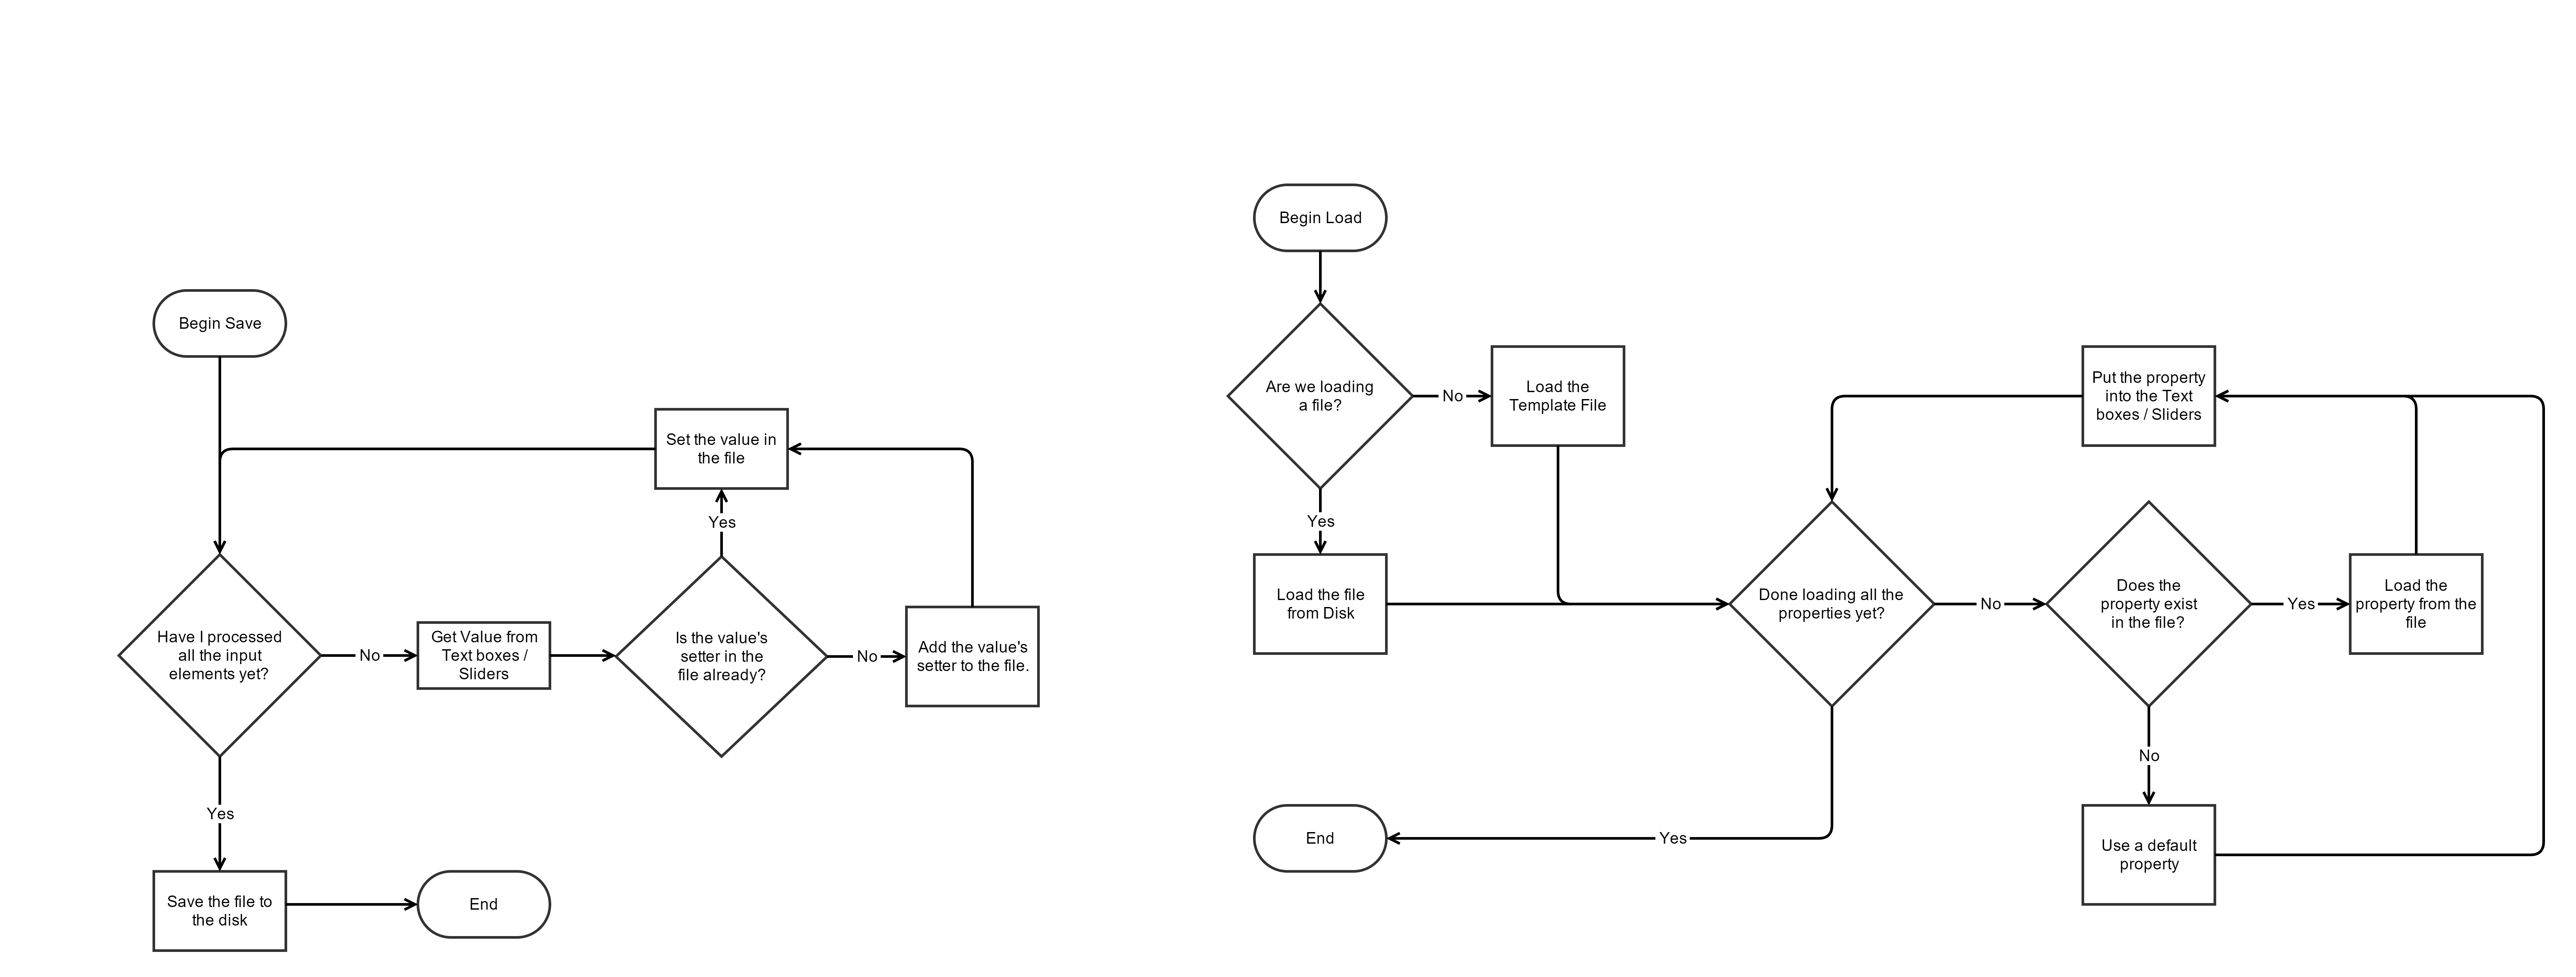 Begin Save
Set the value in
the file
Yes
Have I processed
all the input
elements yet?
No
Get Value from
Text boxes /
Sliders
Is the value's
setter in the
file already?
No
Add the value's
setter to the file.
Yes
Save the file to
the disk
End
Begin Load
Are we loading
a file?
No
Load the
Template File
Yes
Load the file
from Disk
Put the property
into the Text
boxes / Sliders
Done loading all the
properties yet?
No
Does the
property exist
in the file?
Yes
Load the
property from the
file
No
Use a default
property
Yes
End